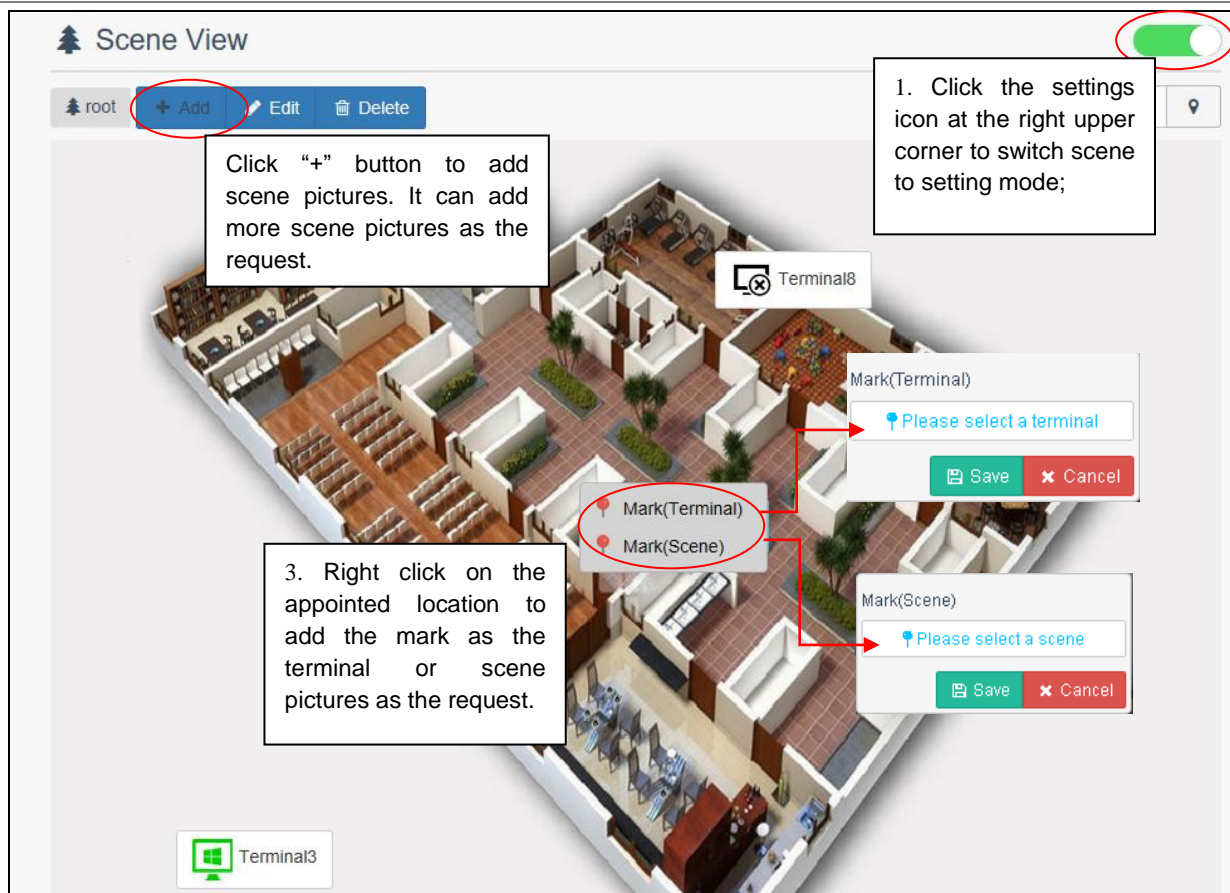 Scene View
root
Add
Edit
Delete
1. Click the settings
icon at the right upper
corner to switch scene
to setting mode;
Click “+” button to add
scene pictures. It can add
more scene pictures as the
request.
Terminal8
Mark(Terminal)
Please select a terminal
Save
Cancel
Mark(Terminal)
Mark(Scene)
3. Right click on the
appointed location to
add the mark as the
terminal or scene
pictures as the request.
Mark(Scene)
Please select a scene
Save
Cancel
Terminal3